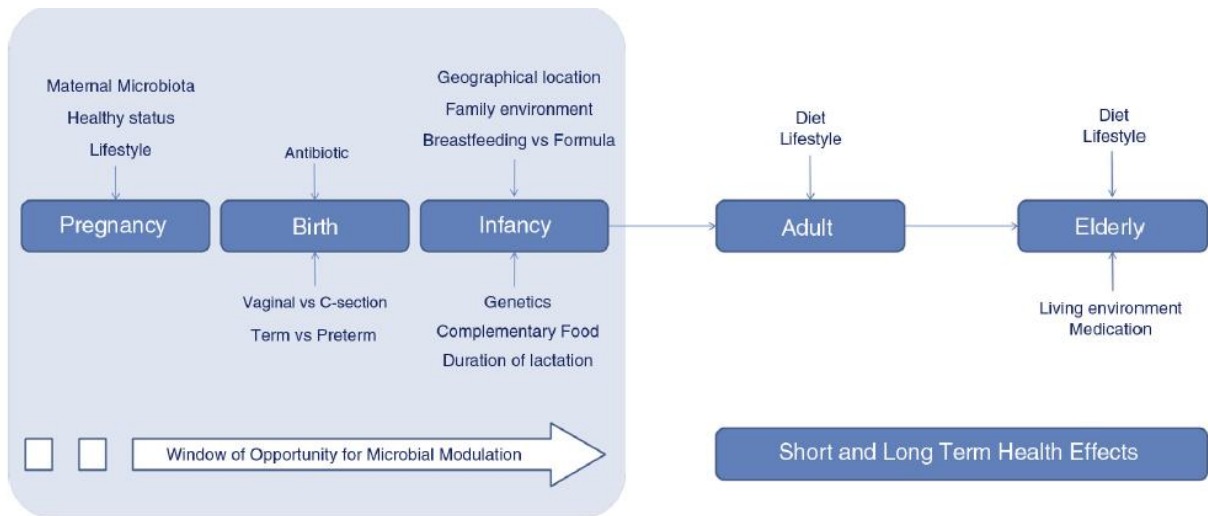 Maternal Microbiota
Healthy status
Lifestyle
Pregnancy
Antibiotic
Birth
Vaginal vs C-section
Term vs Preterm
Geographical location
Family environment
Breastfeeding vs Formula
Infancy
Genetics
Complementary Food
Duration of lactation
Diet
Lifestyle
Adult
Diet
Lifestyle
Elderly
Living environment
Medication
Window of Opportunity for Microbial Modulation
Short and Long Term Health Effects